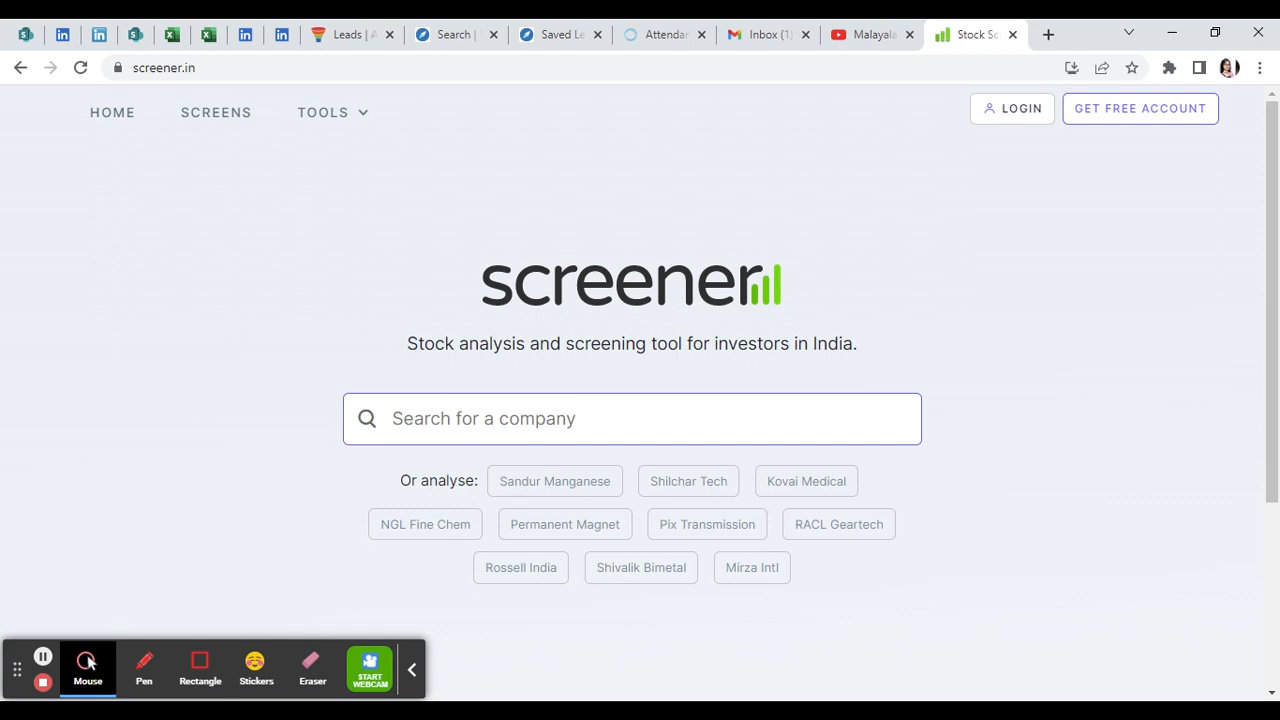 Leads | A
Search |
Saved Le
Attendar
Inbox (1)
Malayala
Stock Sc
screener.in
HOME SCREENS TOOLS LOGIN GET FREE ACCOUNT
screener
Stock analysis and screening tool for investors in India.
Search for a company
Or analyse: Sandur Manganese Shilchar Tech Kovai Medical
NGL Fine Chem Permanent Magnet Pix Transmission RACL Geartech
Rossell India Shivalik Bimetal Mirza Intl
Mouse Pen Rectangle Stickers Eraser START
WEBCAM